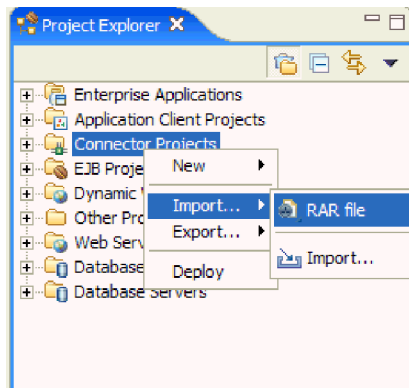 Project Explorer
Enterprise Applications
Application Client Projects
Connector Projects
EJB Proje
New
Dynamic
Import...
RAR file
Other Pro
Export...
Web Serv
Import...
Database
Deploy
Database Servers